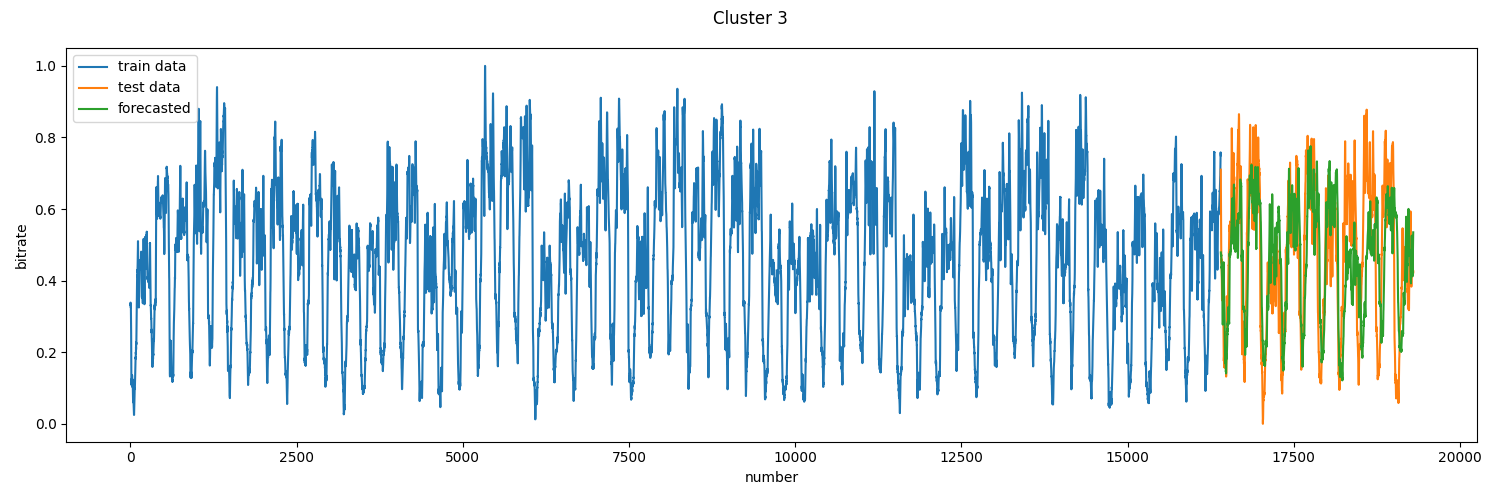 Cluster 3
train data
test data
forecasted
bitrate
1.0
0.8
0.6
0.4
0.2
0.0
0 2500 5000 7500 10000 12500 15000 17500 20000
number